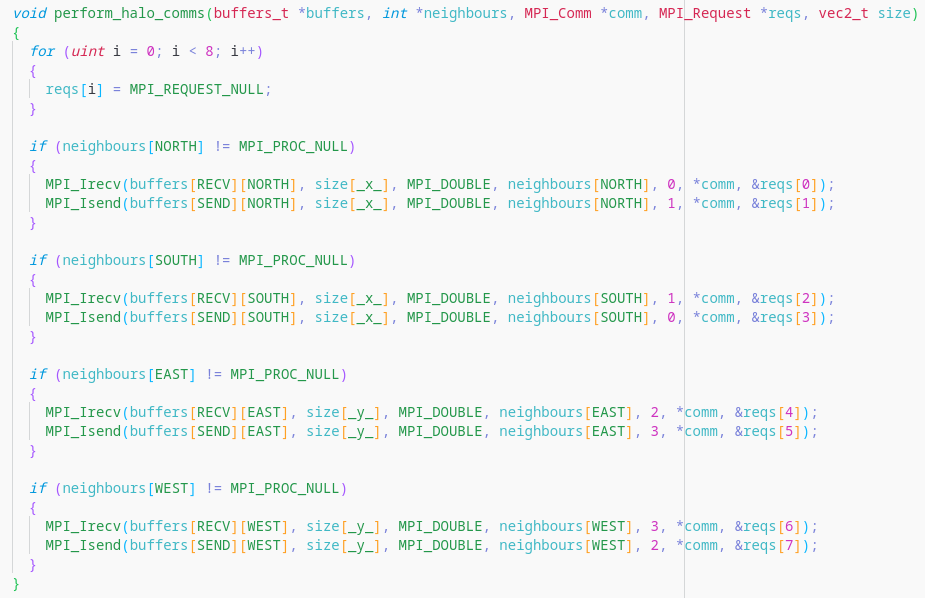 void perform_halo_comms(buffers_t *buffers, int *neighbours, MPI_Comm *comm, MPI_Request *reqs, vec2_t size)
{
  for (uint i = 0; i < 8; i++)
  {
    reqs[i] = MPI_REQUEST_NULL;
  }

  if (neighbours[NORTH] != MPI_PROC_NULL)
  {
    MPI_Irecv(buffers[RECV][NORTH], size[_x_], MPI_DOUBLE, neighbours[NORTH], 0, *comm, &reqs[0]);
    MPI_Isend(buffers[SEND][NORTH], size[_x_], MPI_DOUBLE, neighbours[NORTH], 1, *comm, &reqs[1]);
  }

  if (neighbours[SOUTH] != MPI_PROC_NULL)
  {
    MPI_Irecv(buffers[RECV][SOUTH], size[_x_], MPI_DOUBLE, neighbours[SOUTH], 1, *comm, &reqs[2]);
    MPI_Isend(buffers[SEND][SOUTH], size[_x_], MPI_DOUBLE, neighbours[SOUTH], 0, *comm, &reqs[3]);
  }

  if (neighbours[EAST] != MPI_PROC_NULL)
  {
    MPI_Irecv(buffers[RECV][EAST], size[_y_], MPI_DOUBLE, neighbours[EAST], 2, *comm, &reqs[4]);
    MPI_Isend(buffers[SEND][EAST], size[_y_], MPI_DOUBLE, neighbours[EAST], 3, *comm, &reqs[5]);
  }

  if (neighbours[WEST] != MPI_PROC_NULL)
  {
    MPI_Irecv(buffers[RECV][WEST], size[_y_], MPI_DOUBLE, neighbours[WEST], 3, *comm, &reqs[6]);
    MPI_Isend(buffers[SEND][WEST], size[_y_], MPI_DOUBLE, neighbours[WEST], 2, *comm, &reqs[7]);
  }
}